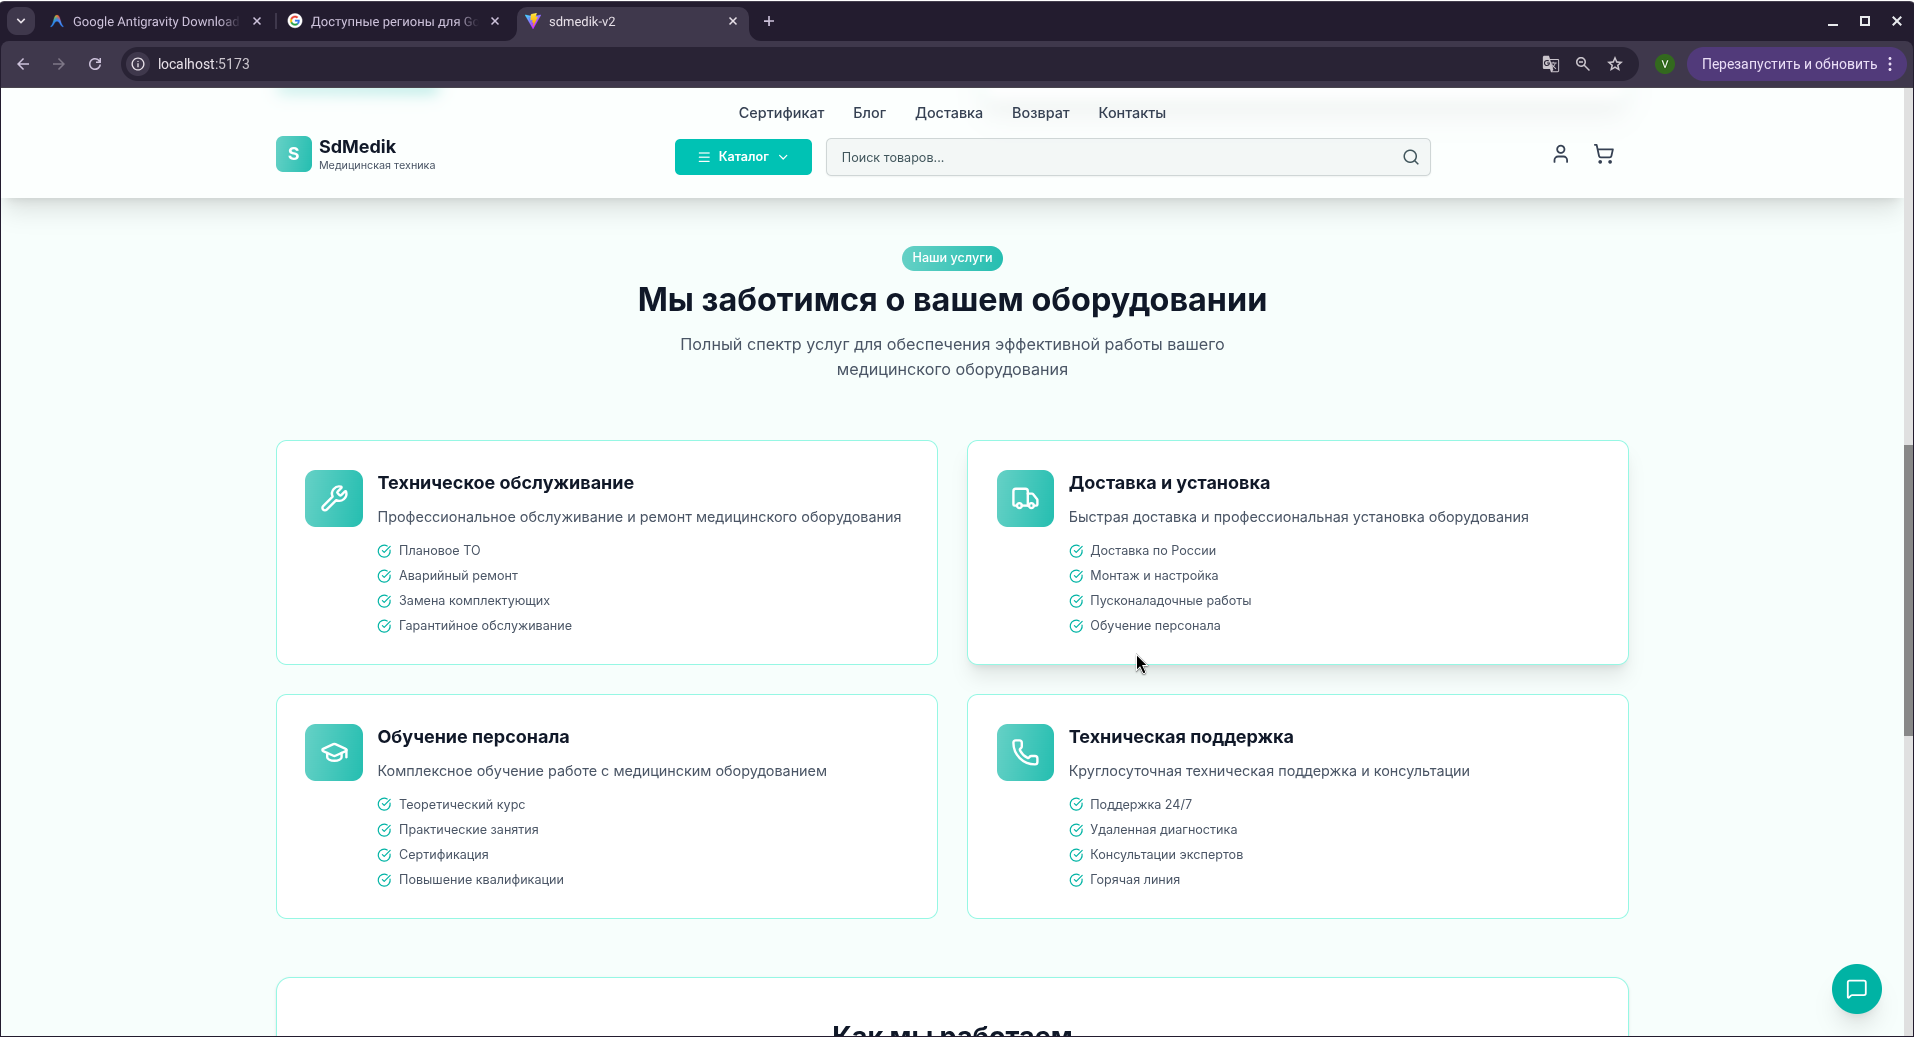 Google Antigravity Download
Доступные регионы для Go
sdmedik-v2
localhost:5173
V
Перезапустить и обновить
Сертификат
Блог
Доставка
Возврат
Контакты
S
SdMedik
Медицинская техника
Каталог
Поиск товаров...
Наши услуги
Мы заботимся о вашем оборудовании
Полный спектр услуг для обеспечения эффективной работы вашего
медицинского оборудования
Техническое обслуживание
Профессиональное обслуживание и ремонт медицинского оборудования
Плановое ТО
Аварийный ремонт
Замена комплектующих
Гарантийное обслуживание
Доставка и установка
Быстрая доставка и профессиональная установка оборудования
Доставка по России
Монтаж и настройка
Пусконаладочные работы
Обучение персонала
Обучение персонала
Комплексное обучение работе с медицинским оборудованием
Теоретический курс
Практические занятия
Сертификация
Повышение квалификации
Техническая поддержка
Круглосуточная техническая поддержка и консультации
Поддержка 24/7
Удаленная диагностика
Консультации экспертов
Горячая линия
Как мы работаем